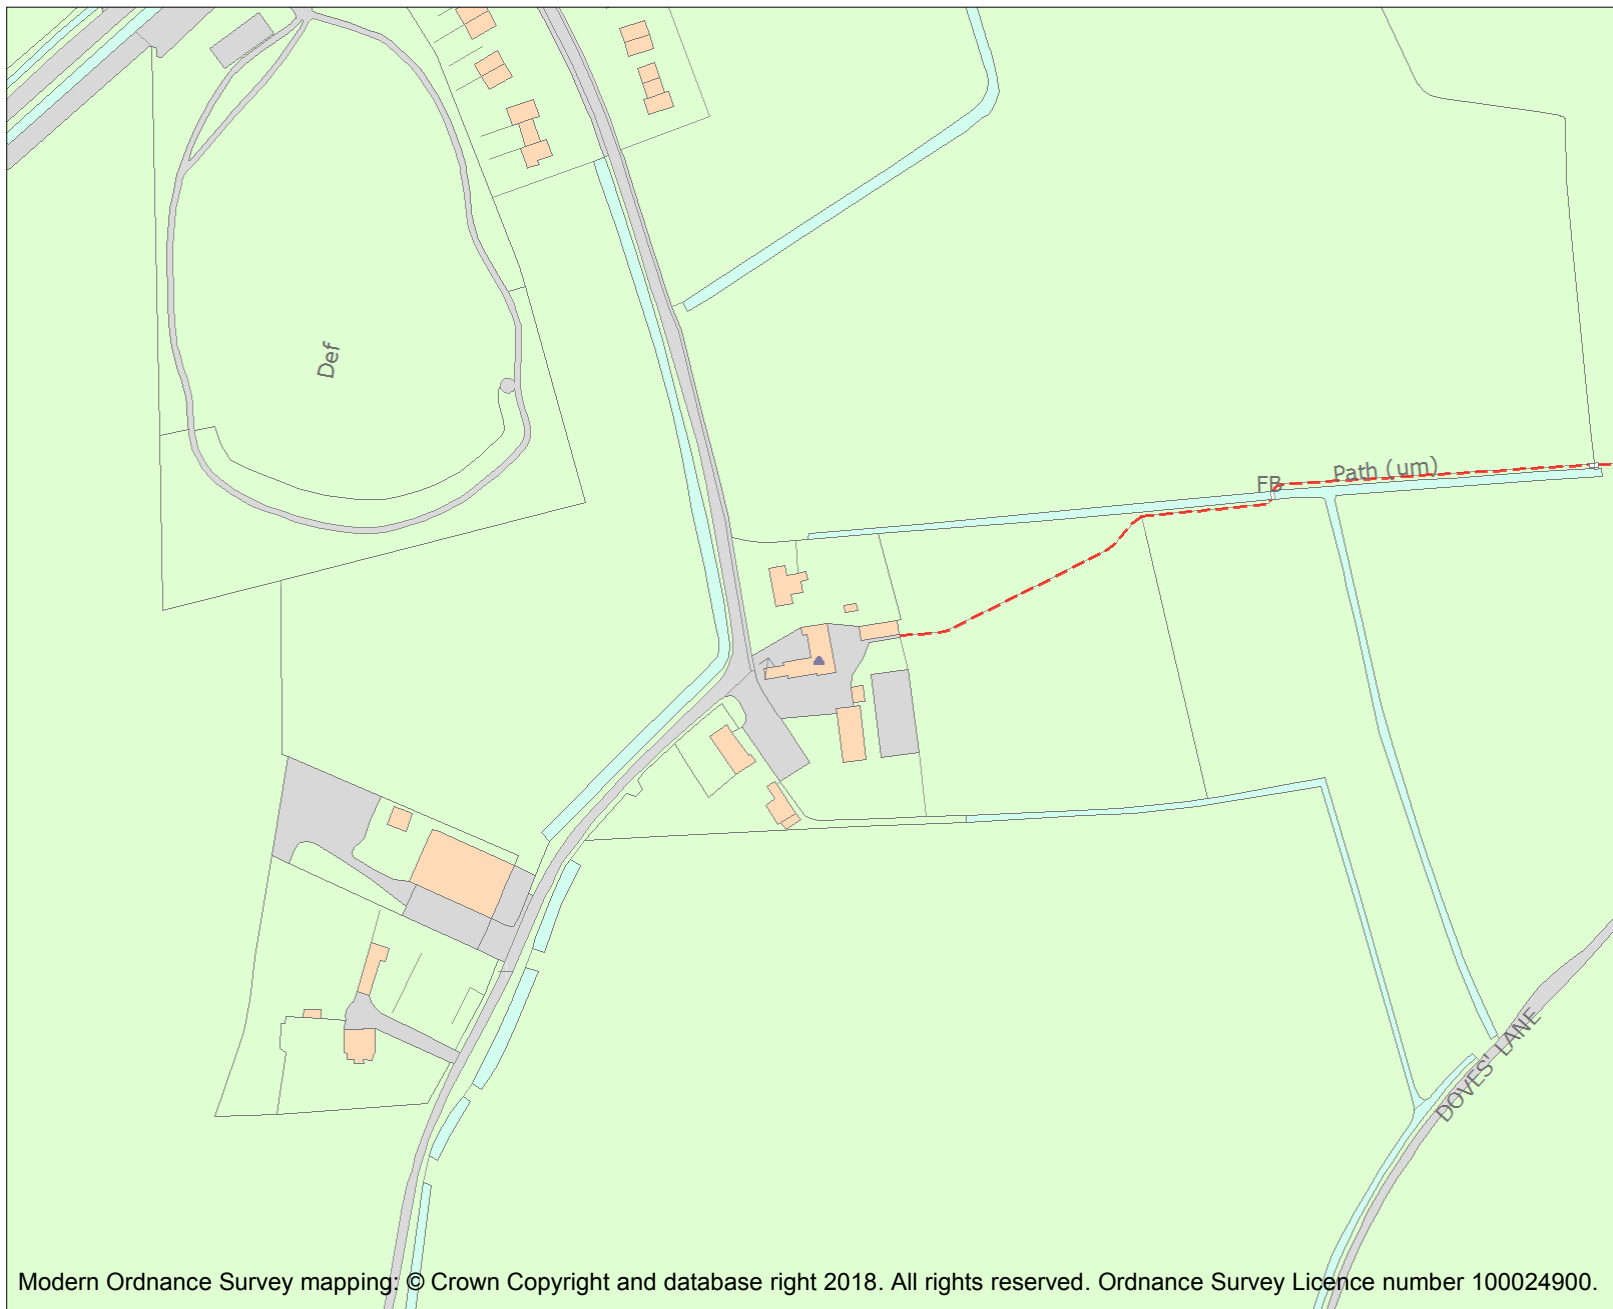 Def
FB
Path (um)
DOVES' LANE
Modern Ordnance Survey mapping: © Crown Copyright and database right 2018. All rights reserved. Ordnance Survey Licence number 100024900.